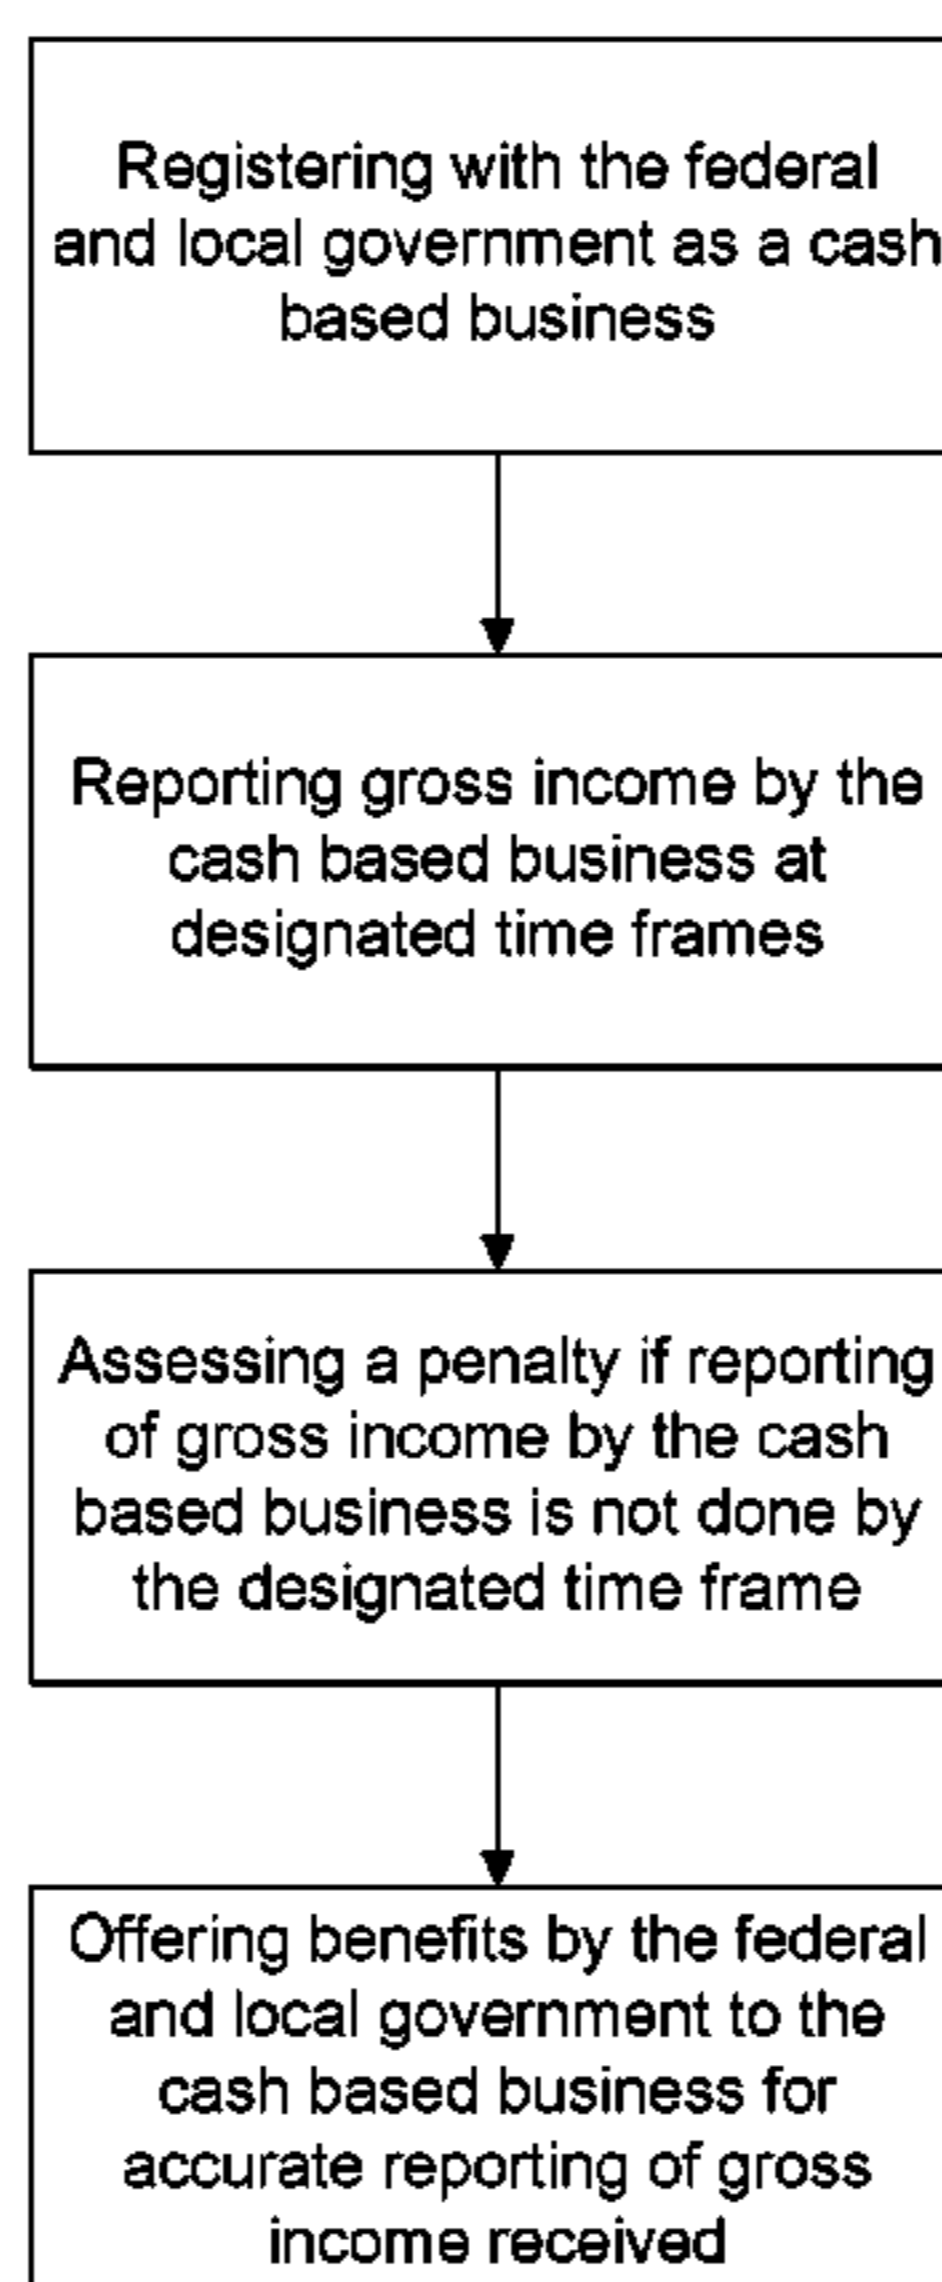 Registering with the federal
and local government as a cash
based business
Reporting gross income by the
cash based business at
designated time frames
Assessing a penalty if reporting
of gross income by the cash
based business is not done by
the designated time frame
Offering benefits by the federal
and local government to the
cash based business for
accurate reporting of gross
income received